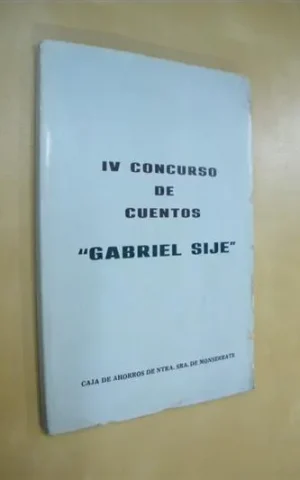 IV CONCURSO
DE
CUENTOS
"GABRIEL SIJE"
CAJA DE AHORROS DE NTRA. SRA. DE MONSERRATE